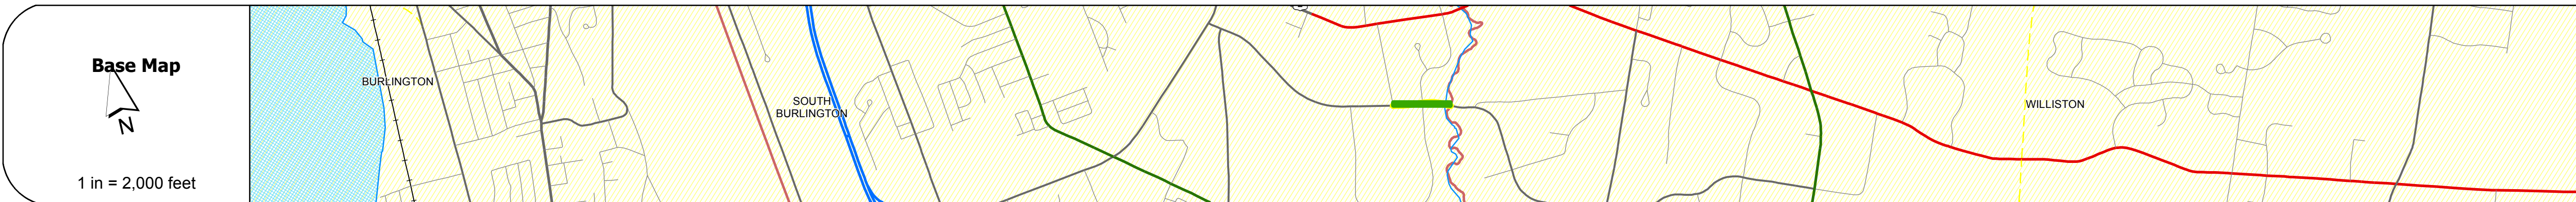 Base Map
N
1 in = 2,000 feet
BURLINGTON
SOUTH
BURLINGTON
WILLISTON